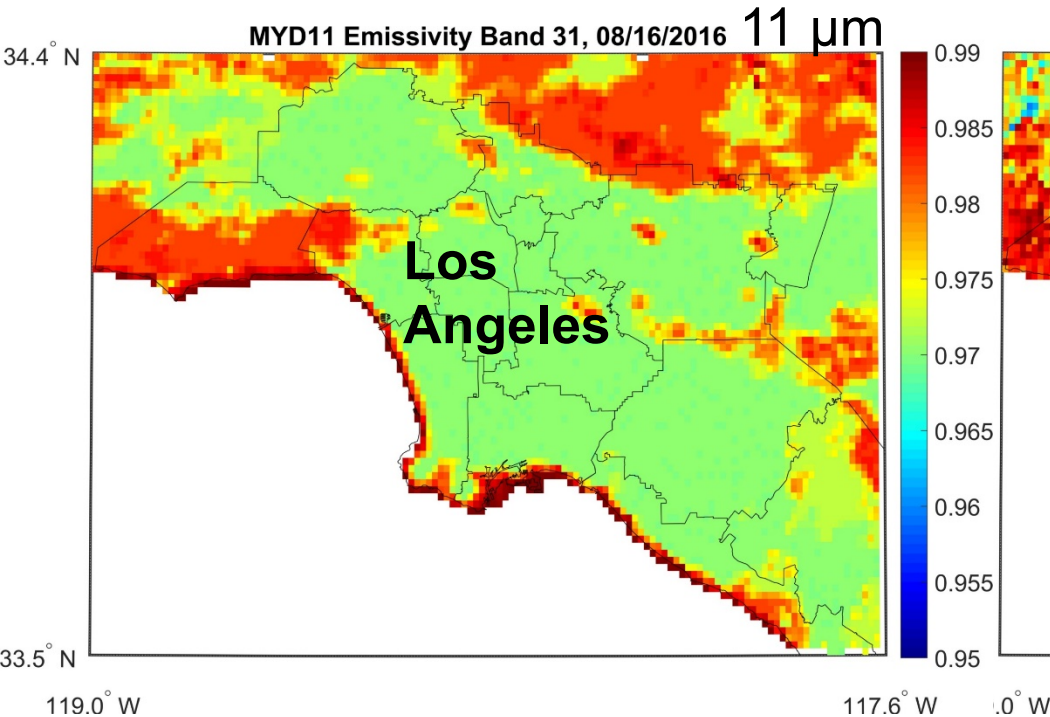 MYD11 Emissivity Band 31, 08/16/2016 11 μm
34.4° N
33.5° N
119.0° W
117.6° W
Los
Angeles
0.99
0.985
0.98
0.975
0.97
0.965
0.96
0.955
0.95
.0° W